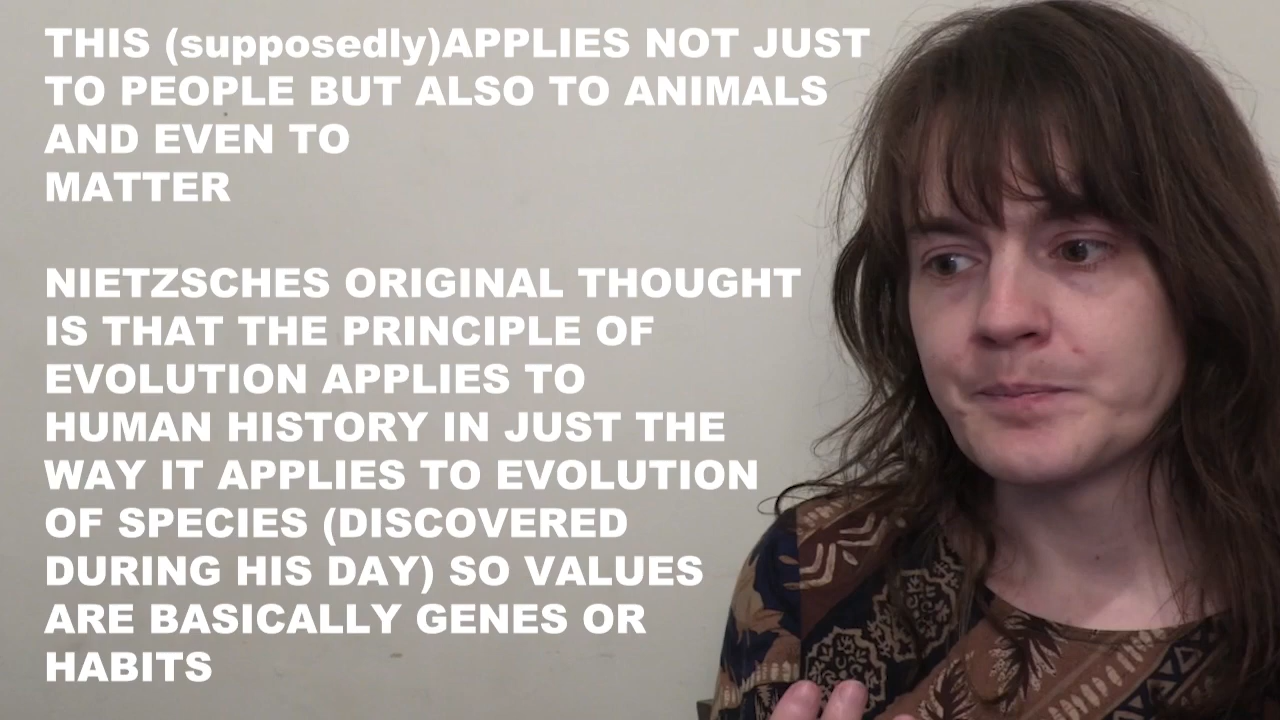 THIS (supposedly)APPLIES NOT JUST
TO PEOPLE BUT ALSO TO ANIMALS
AND EVEN TO
MATTER
NIETZSCHES ORIGINAL THOUGHT
IS THAT THE PRINCIPLE OF
EVOLUTION APPLIES TO
HUMAN HISTORY IN JUST THE
WAY IT APPLIES TO EVOLUTION
OF SPECIES (DISCOVERED
DURING HIS DAY) SO VALUES
ARE BASICALLY GENES OR
HABITS